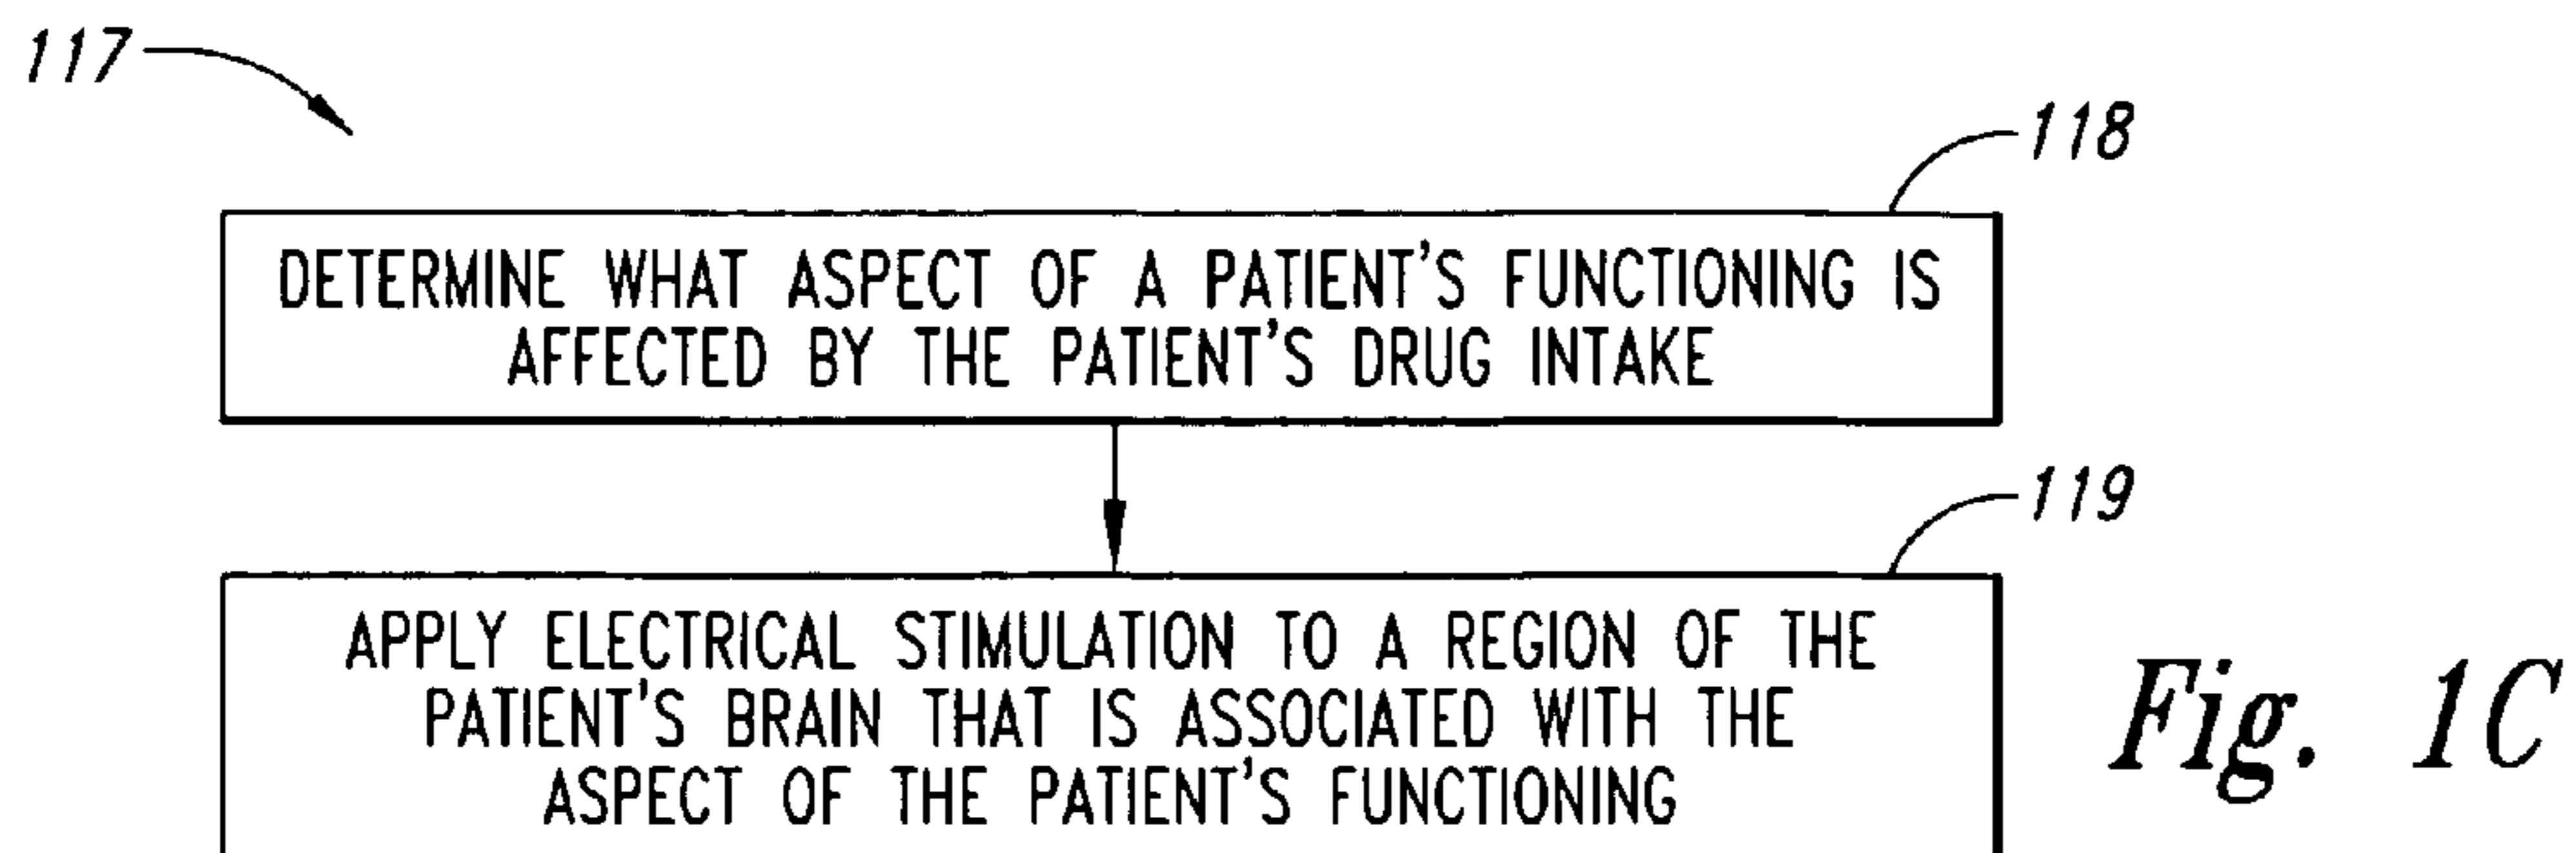 117
118
DETERMINE WHAT ASPECT OF A PATIENT'S FUNCTIONING IS
AFFECTED BY THE PATIENT'S DRUG INTAKE
119
APPLY ELECTRICAL STIMULATION TO A REGION OF THE
PATIENT'S BRAIN THAT IS ASSOCIATED WITH THE
ASPECT OF THE PATIENT'S FUNCTIONING
Fig. 1C